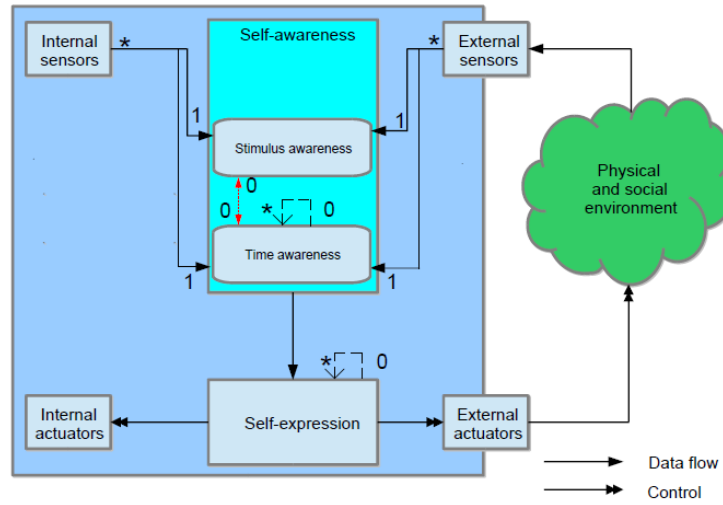 Internal
sensors
*
Self-awareness
*
External
sensors
1
1
Stimulus awareness
Physical
and social
environment
0
0
*
0
Time awareness
1
1
*
0
Internal
actuators
Self-expression
External
actuators
Data flow
Control